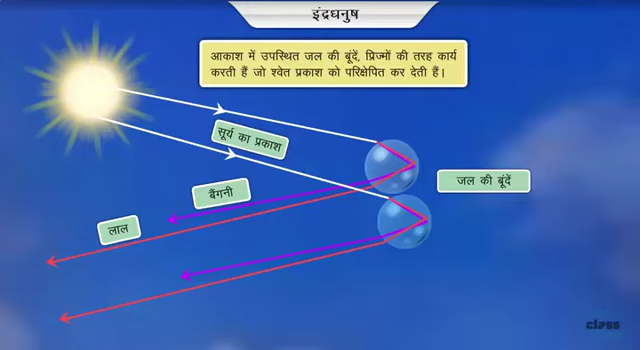 इंद्रधनुष
आकाश में उपस्थित जल की बूंदें, प्रिज्मों की तरह कार्य
करती हैं जो श्वेत प्रकाश को परिक्षेपित कर देती हैं।
सूर्य का प्रकाश
जल की बूंदें
बैंगनी
लाल
class